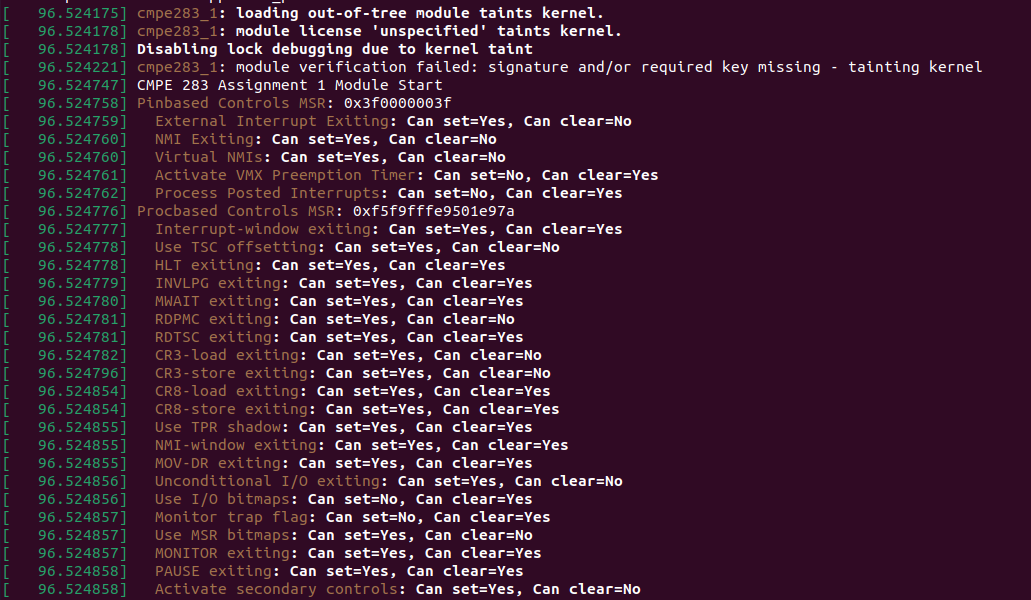 [   96.524175] cmpe283_1: loading out-of-tree module taints kernel.
[   96.524178] cmpe283_1: module license 'unspecified' taints kernel.
[   96.524178] Disabling lock debugging due to kernel taint
[   96.524221] cmpe283_1: module verification failed: signature and/or required key missing - tainting kernel
[   96.524747] CMPE 283 Assignment 1 Module Start
[   96.524758] Pinbased Controls MSR: 0x3f0000003f
[   96.524759]   External Interrupt Exiting: Can set=Yes, Can clear=No
[   96.524760]   NMI Exiting: Can set=Yes, Can clear=No
[   96.524760]   Virtual NMIs: Can set=Yes, Can clear=No
[   96.524761]   Activate VMX Preemption Timer: Can set=No, Can clear=Yes
[   96.524762]   Process Posted Interrupts: Can set=No, Can clear=Yes
[   96.524776] Procbased Controls MSR: 0xf5f9fffe9501e97a
[   96.524777]   Interrupt-window exiting: Can set=Yes, Can clear=Yes
[   96.524778]   Use TSC offsetting: Can set=Yes, Can clear=No
[   96.524778]   HLT exiting: Can set=Yes, Can clear=Yes
[   96.524779]   INVLPG exiting: Can set=Yes, Can clear=Yes
[   96.524780]   MWAIT exiting: Can set=Yes, Can clear=Yes
[   96.524781]   RDPMC exiting: Can set=Yes, Can clear=No
[   96.524781]   RDTSC exiting: Can set=Yes, Can clear=Yes
[   96.524782]   CR3-load exiting: Can set=Yes, Can clear=No
[   96.524796]   CR3-store exiting: Can set=Yes, Can clear=No
[   96.524854]   CR8-load exiting: Can set=Yes, Can clear=Yes
[   96.524854]   CR8-store exiting: Can set=Yes, Can clear=Yes
[   96.524855]   Use TPR shadow: Can set=Yes, Can clear=Yes
[   96.524855]   NMI-window exiting: Can set=Yes, Can clear=Yes
[   96.524855]   MOV-DR exiting: Can set=Yes, Can clear=Yes
[   96.524856]   Unconditional I/O exiting: Can set=Yes, Can clear=No
[   96.524856]   Use I/O bitmaps: Can set=No, Can clear=Yes
[   96.524857]   Monitor trap flag: Can set=No, Can clear=Yes
[   96.524857]   Use MSR bitmaps: Can set=Yes, Can clear=No
[   96.524857]   MONITOR exiting: Can set=Yes, Can clear=Yes
[   96.524858]   PAUSE exiting: Can set=Yes, Can clear=Yes
[   96.524858]   Activate secondary controls: Can set=Yes, Can clear=No